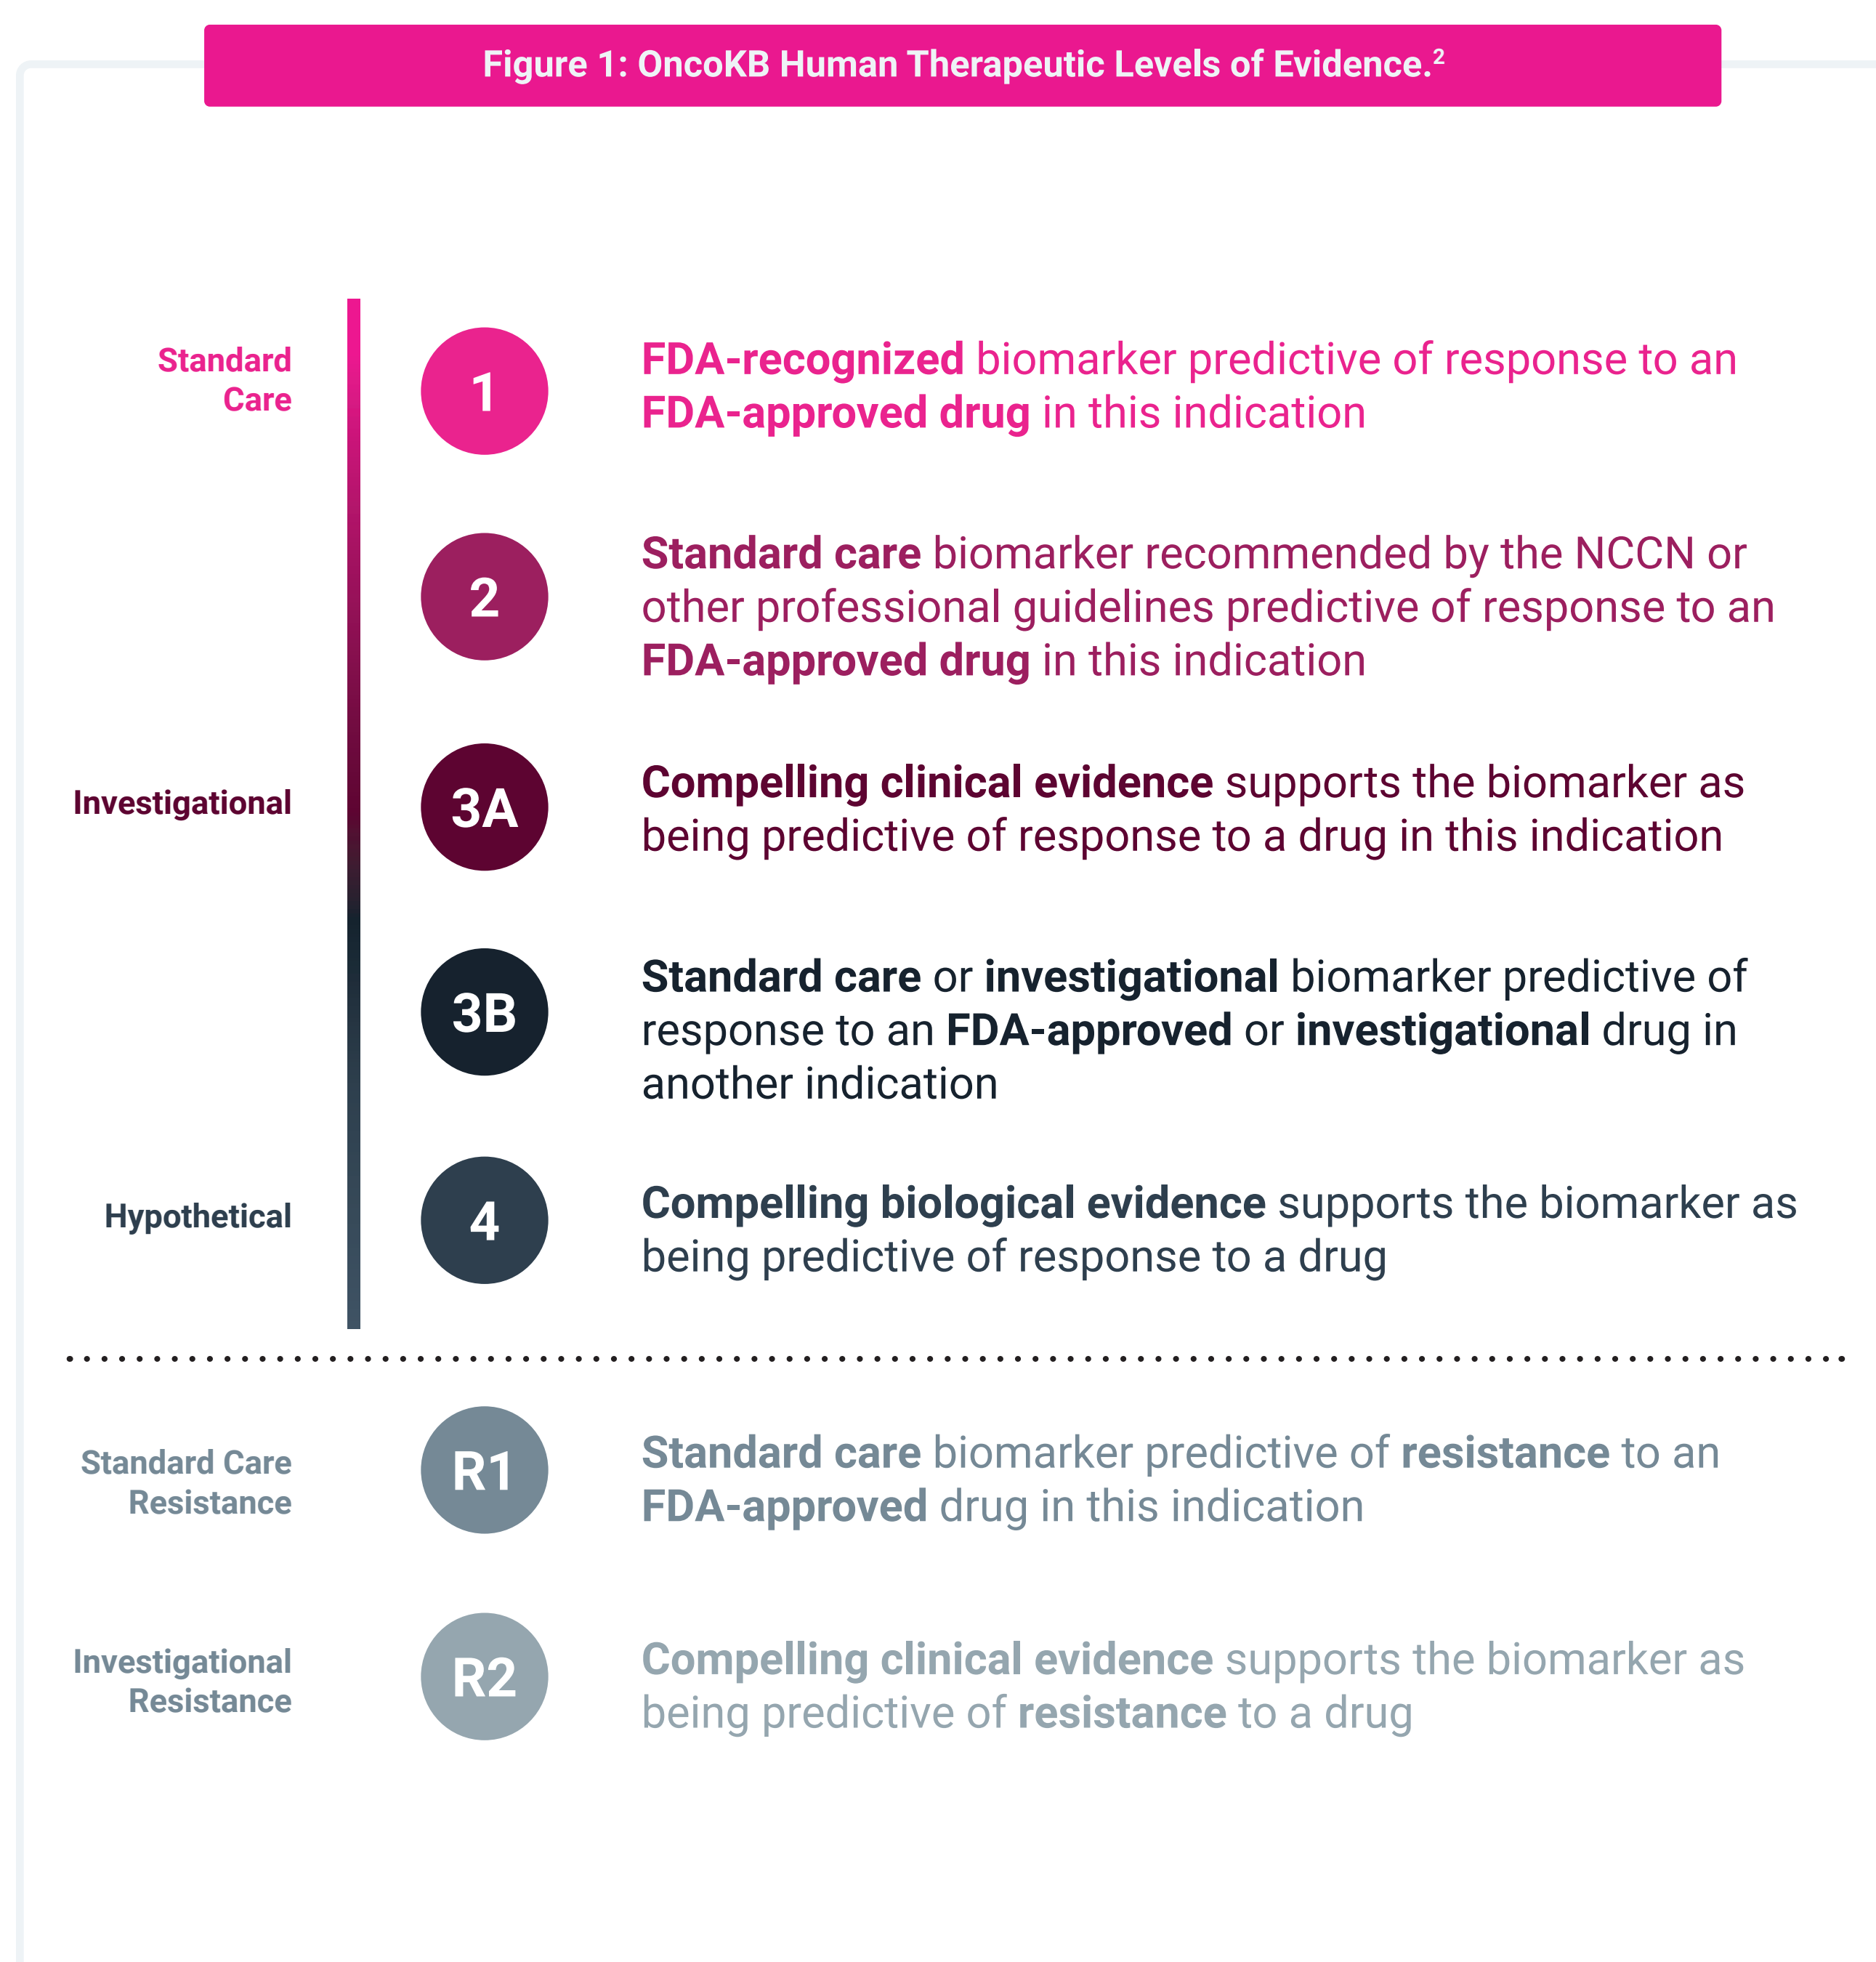 Figure 1: OncoKB Human Therapeutic Levels of Evidence.²
Standard
Care
1
FDA-recognized biomarker predictive of response to an
FDA-approved drug in this indication
2
Standard care biomarker recommended by the NCCN or
other professional guidelines predictive of response to an
FDA-approved drug in this indication
Investigational
3A
Compelling clinical evidence supports the biomarker as
being predictive of response to a drug in this indication
3B
Standard care or investigational biomarker predictive of
response to an FDA-approved or investigational drug in
another indication
Hypothetical
4
Compelling biological evidence supports the biomarker as
being predictive of response to a drug
Standard Care
Resistance
R1
Standard care biomarker predictive of resistance to an
FDA-approved drug in this indication
Investigational
Resistance
R2
Compelling clinical evidence supports the biomarker as
being predictive of resistance to a drug